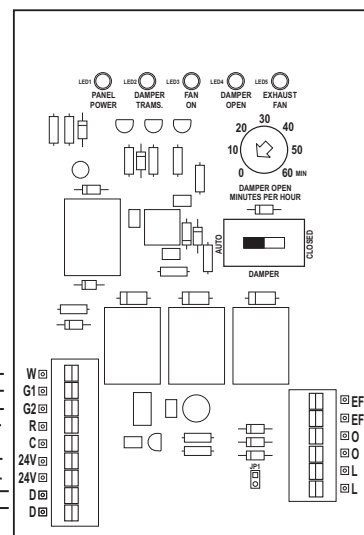 LED1 LED2 LED3 LED4 LED5
PANEL POWER
DAMPER TRAMS.
FAN ON
DAMPER OPEN
EXHAUST FAN
30
20 40
10 50
0 60 MIN
DAMPER OPEN
MINUTES PER HOUR
AUTO
CLOSED
DAMPER
W
G1
G2
R
C
24V
24V
D
D
JP1
EF
EF
O
O
L
L